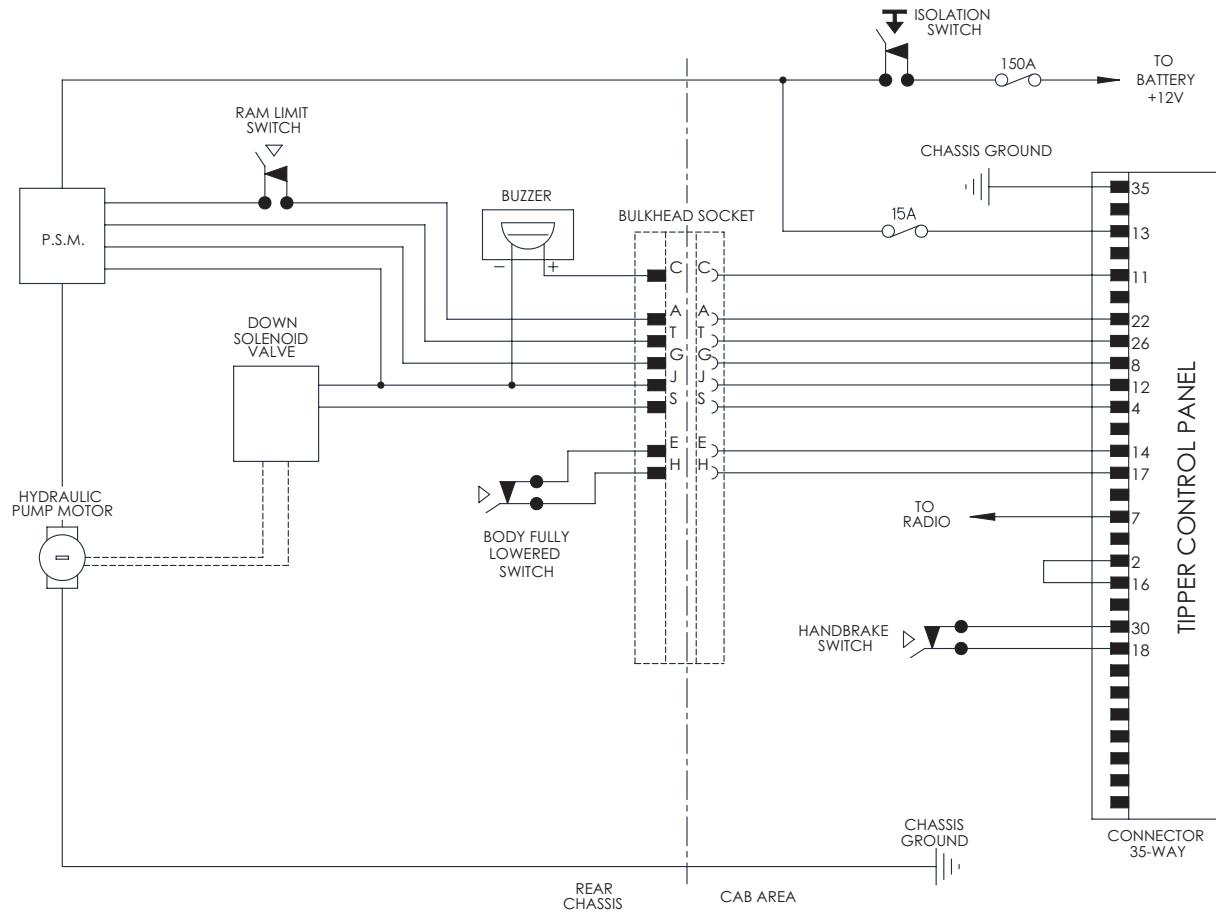 ISOLATION
SWITCH
150A
TO
BATTERY
+12V
RAM LIMIT
SWITCH
CHASSIS GROUND
35
BUZZER
BULKHEAD SOCKET
15A
13
P.S.M.
− +
C C 11
A A 22
T T 26
G G 8
J J 12
S S 4
DOWN
SOLENOID
VALVE
E E 14
H H 17
TIPPER CONTROL PANEL
HYDRAULIC
PUMP MOTOR
BODY FULLY
LOWERED
SWITCH
TO
RADIO
7
2
16
HANDBRAKE
SWITCH
30
18
CHASSIS
GROUND
CONNECTOR
35-WAY
REAR
CHASSIS
CAB AREA